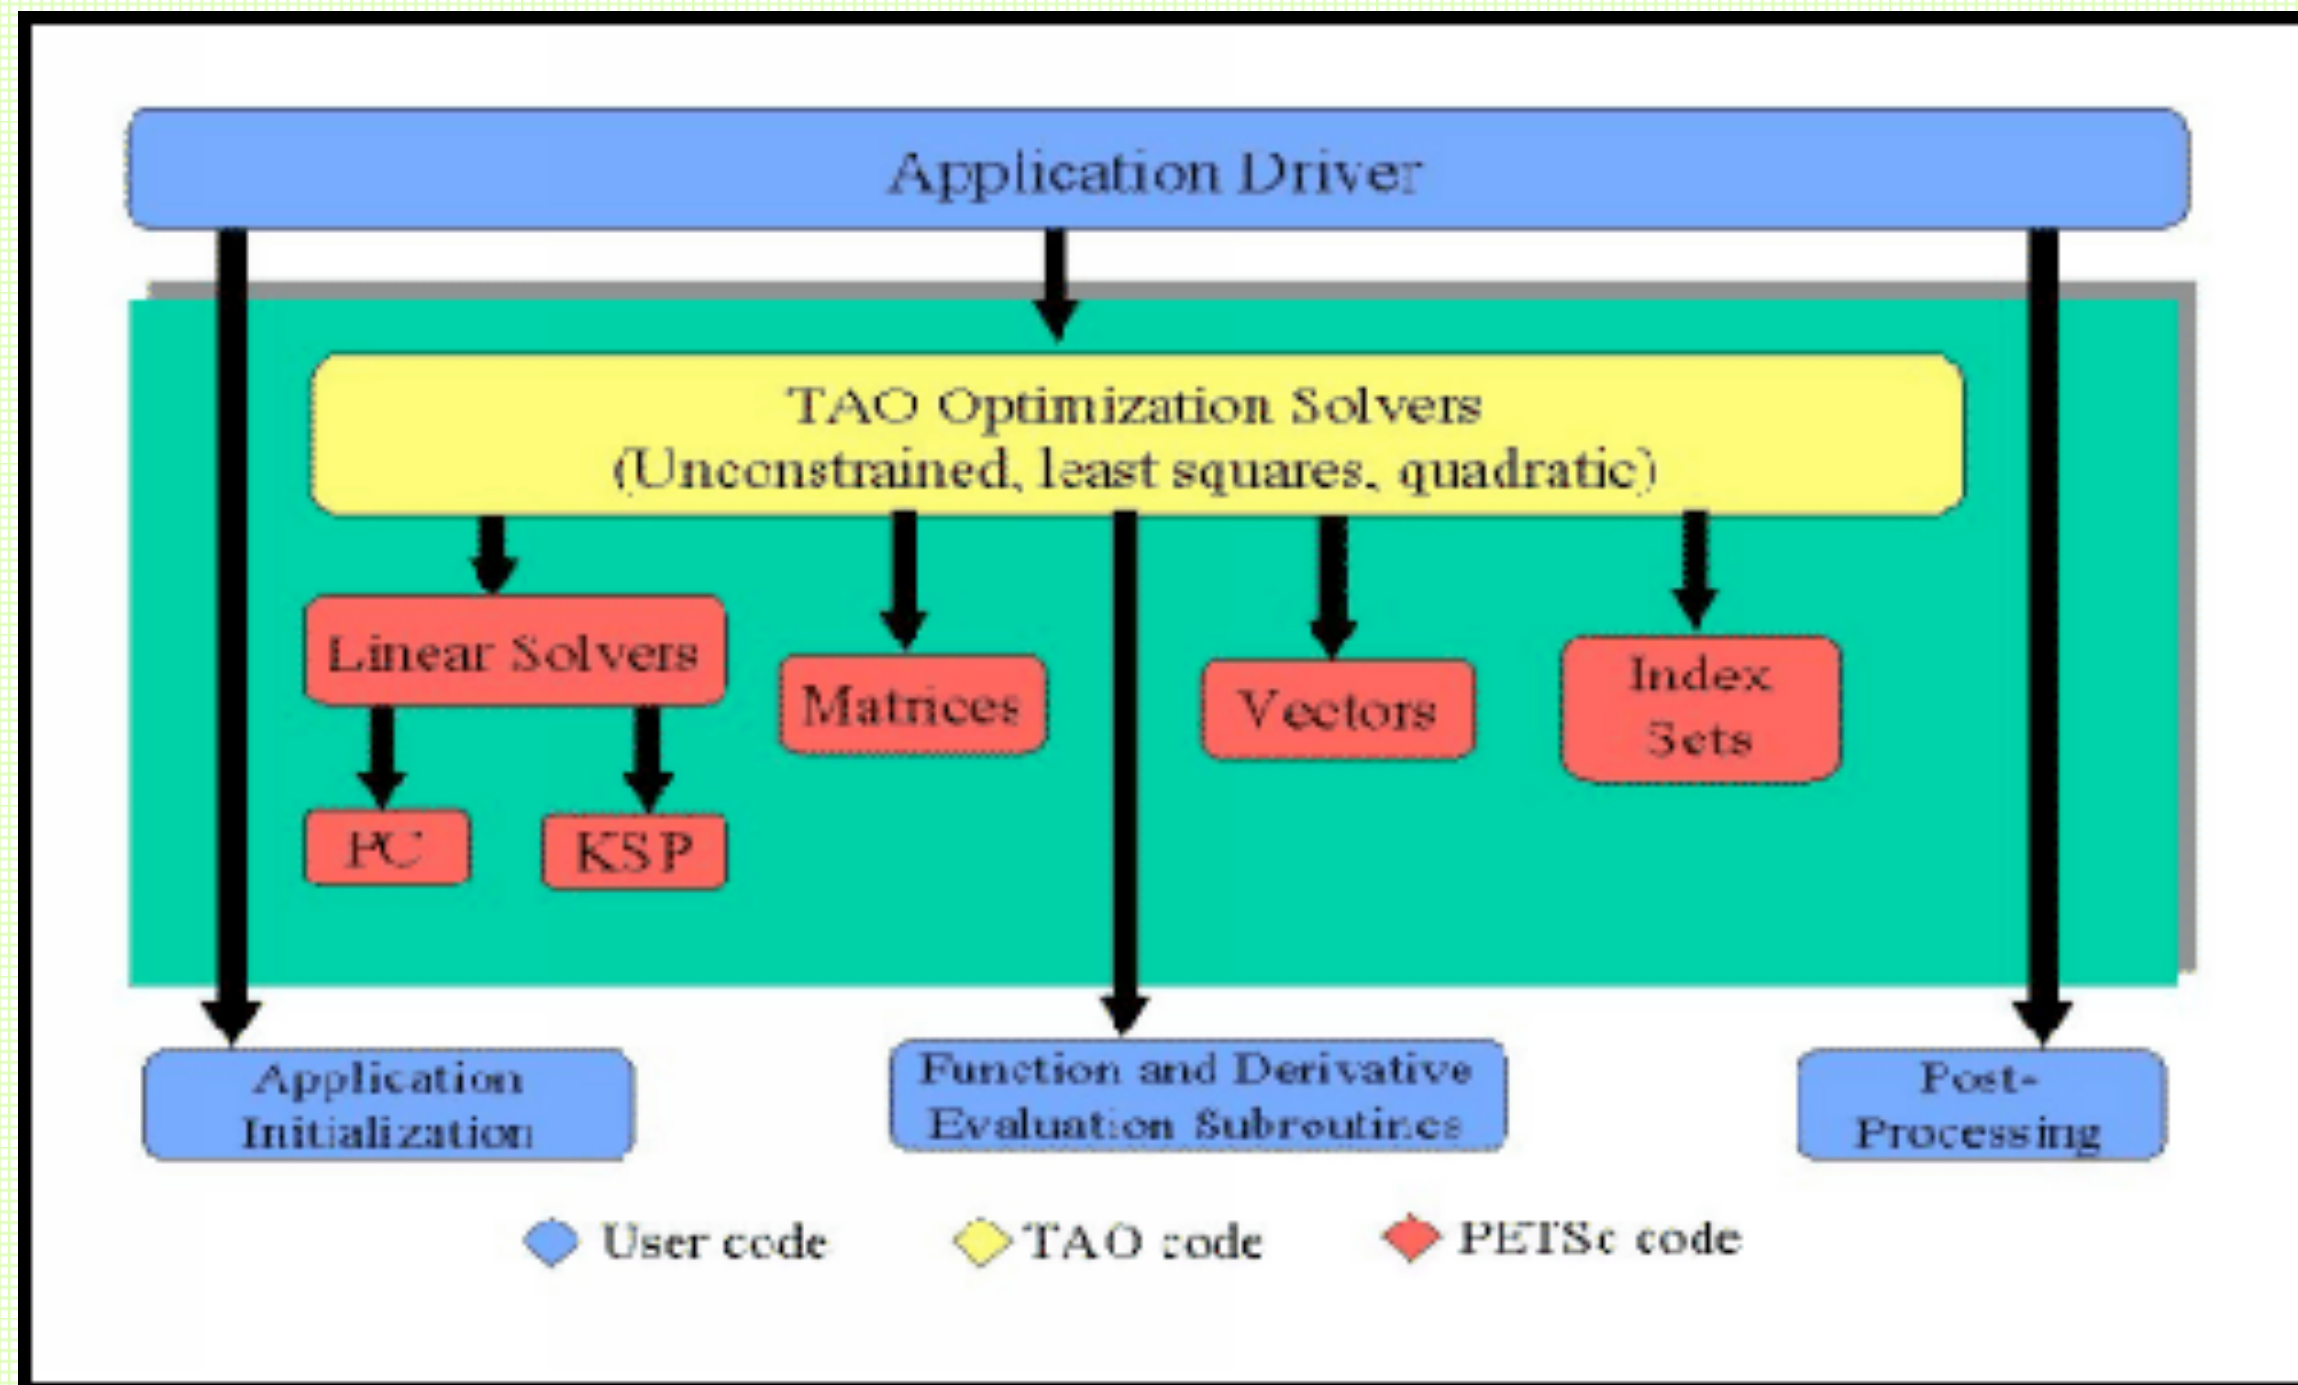 Application Driver
TAO Optimization Solvers
(Unconstrained, least squares, quadratic)
Linear Solvers
Matrices
Vectors
Index
Sets
PC
KSP
Application
Initialization
Function and Derivative
Evaluation Subroutines
Post-
Processing
User code
TAO code
PETSc code